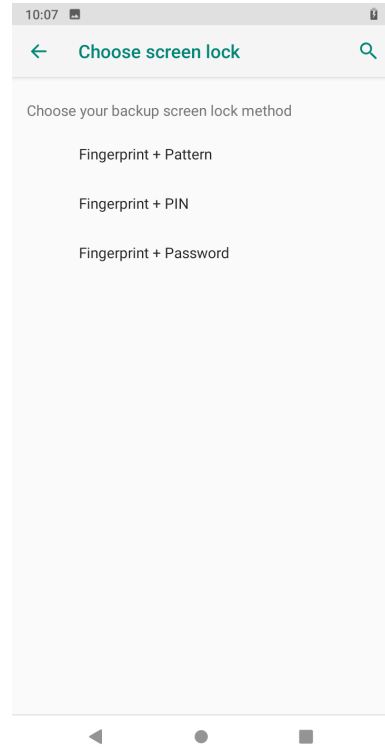 10:07
Choose screen lock
Choose your backup screen lock method
Fingerprint + Pattern
Fingerprint + PIN
Fingerprint + Password